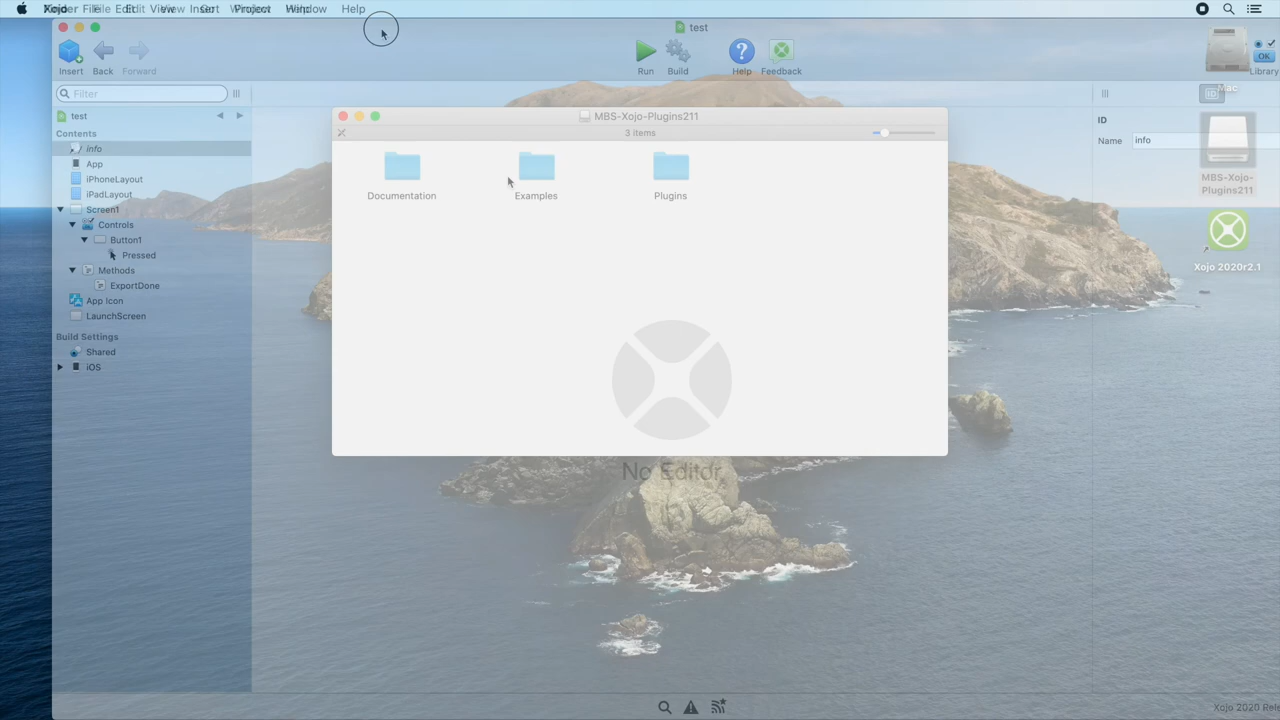 Xojo File Edit View Insert Project Window Help
test
Insert Back Forward Run Build Help Feedback Library
OK
Mac
Filter
ID
test
Contents
info
App
iPhoneLayout
iPadLayout
Screen1
Controls
Button1
Pressed
Methods
ExportDone
App Icon
LaunchScreen
Build Settings
Shared
iOS
MBS-Xojo-Plugins211
3 items
Documentation Examples Plugins
No Editor
ID
Name info
MBS-Xojo-
Plugins211
Xojo 2020r2.1
Xojo 2020